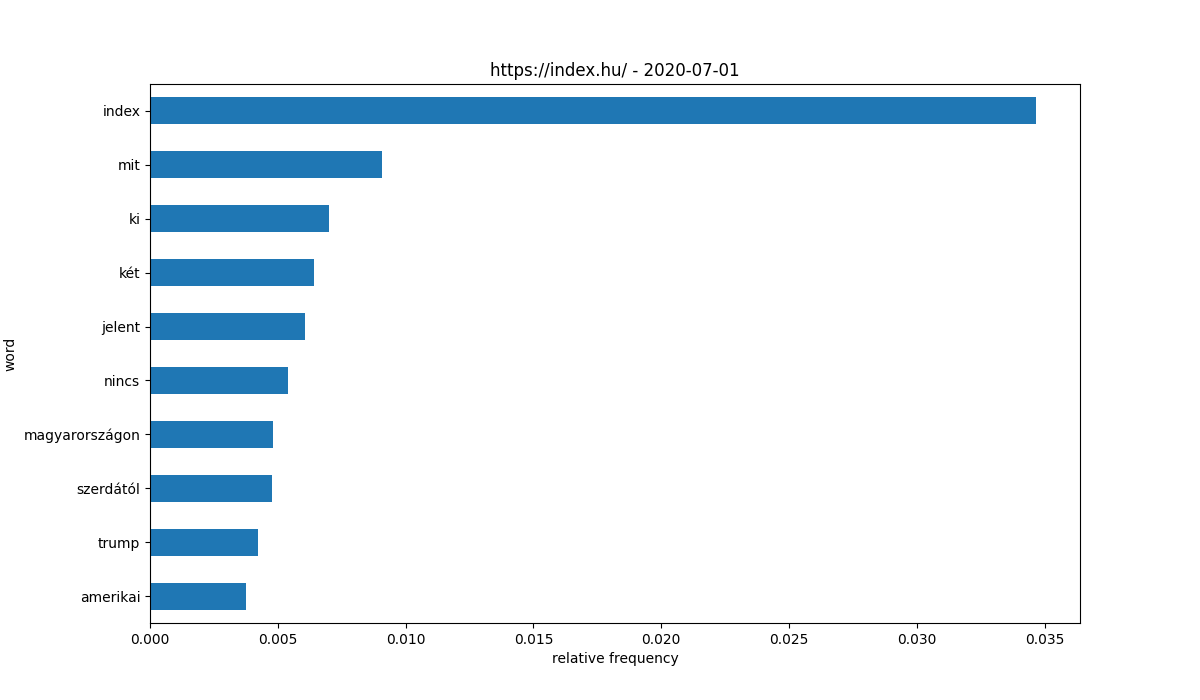 https://index.hu/ - 2020-07-01
word
index
mit
ki
két
jelent
nincs
magyarországon
szerdától
trump
amerikai
0.000 0.005 0.010 0.015 0.020 0.025 0.030 0.035
relative frequency